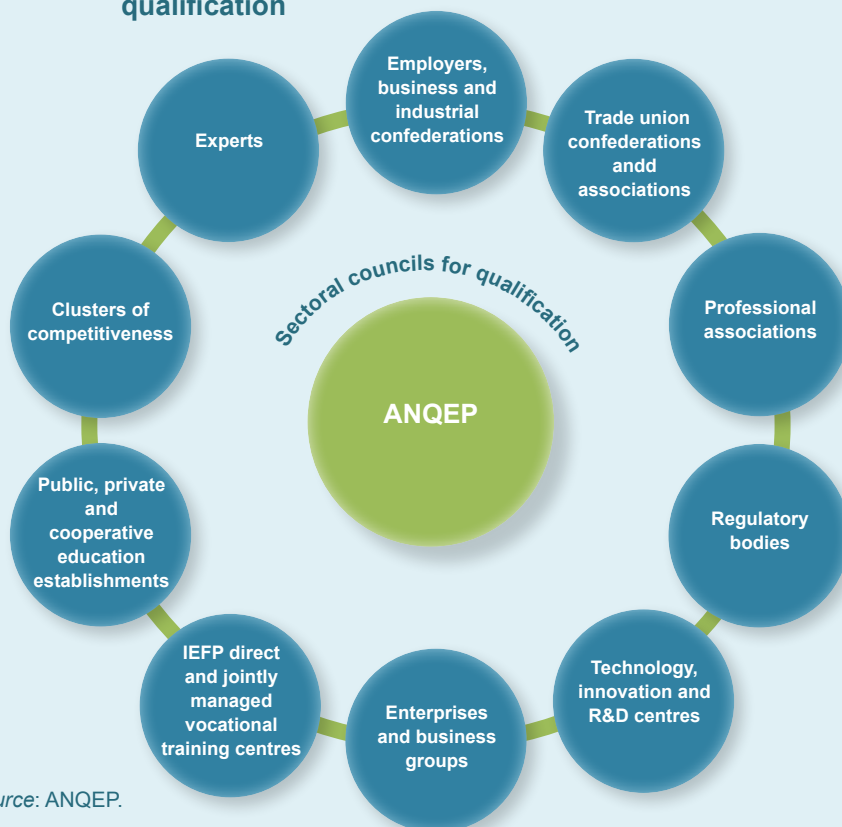 qualification
Employers,
business and
industrial
confederations
Trade union
confederations
andd
associations
Professional
associations
Regulatory
bodies
Technology,
innovation and
R&D centres
Enterprises
and business
groups
IEFP direct
and jointly
managed
vocational
training centres
Public, private
and
cooperative
education
establishments
Clusters of
competitiveness
Experts
Sectoral councils for qualification
ANQEP
urce: ANQEP.